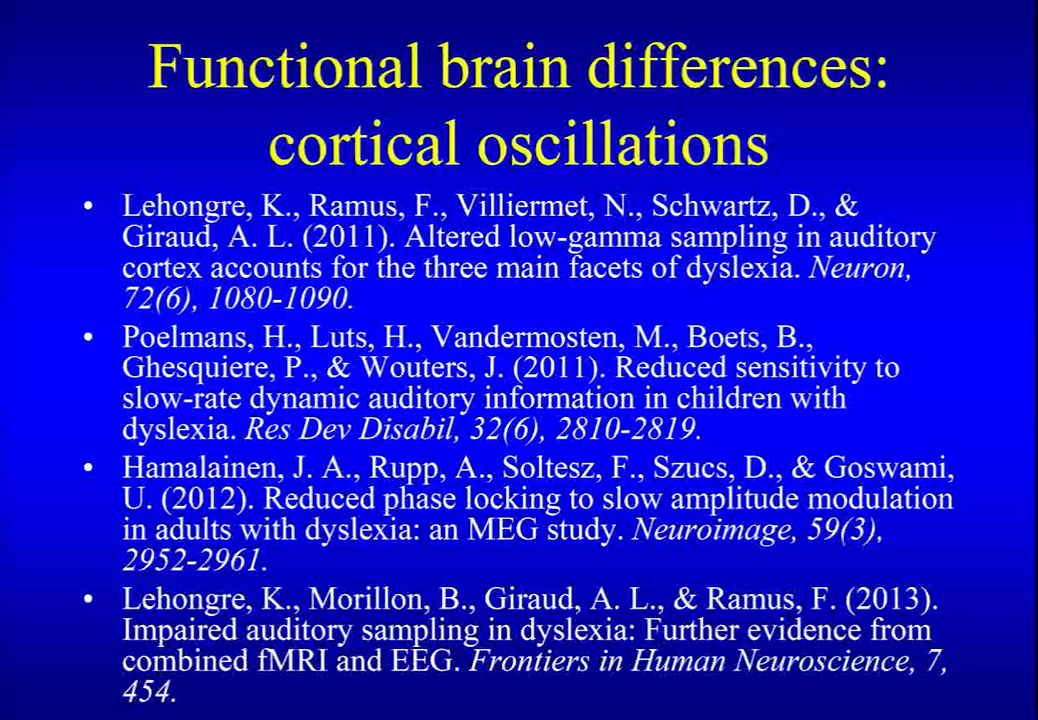 Functional brain differences:
cortical oscillations
• Lehongre, K., Ramus, F., Villiermet, N., Schwartz, D., &
Giraud, A. L. (2011). Altered low-gamma sampling in auditory
cortex accounts for the three main facets of dyslexia. Neuron,
72(6), 1080-1090.
• Poelmans, H., Luts, H., Vandermosten, M., Boets, B.,
Ghesquiere, P., & Wouters, J. (2011). Reduced sensitivity to
slow-rate dynamic auditory information in children with
dyslexia. Res Dev Disabil, 32(6), 2810-2819.
• Hamalainen, J. A., Rupp, A., Soltesz, F., Szucs, D., & Goswami,
U. (2012). Reduced phase locking to slow amplitude modulation
in adults with dyslexia: an MEG study. Neuroimage, 59(3),
2952-2961.
• Lehongre, K., Morillon, B., Giraud, A. L., & Ramus, F. (2013).
Impaired auditory sampling in dyslexia: Further evidence from
combined fMRI and EEG. Frontiers in Human Neuroscience, 7,
454.